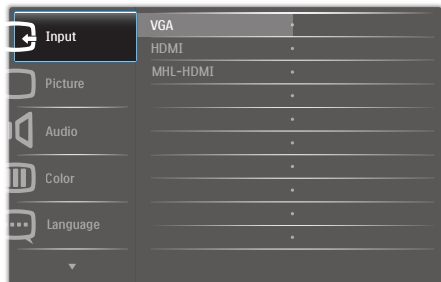 Input
Picture
Audio
Color
Language
VGA
HDMI
MHL-HDMI